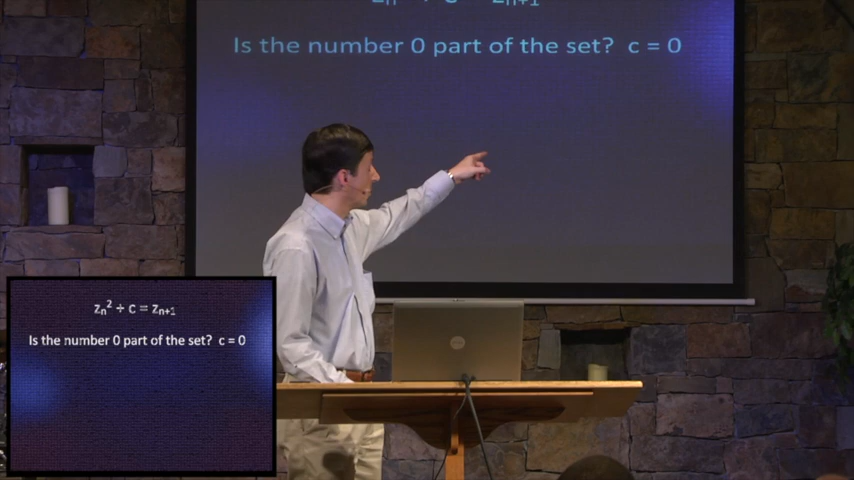 Is the number 0 part of the set? c = 0
zₙ² ÷ c = zₙ₊₁
Is the number 0 part of the set? c = 0